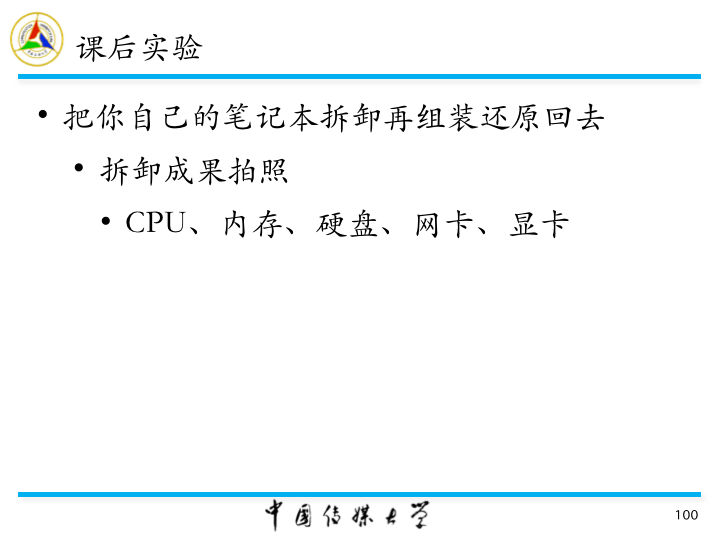 课后实验
• 把你自己的笔记本拆卸再组装还原回去
• 拆卸成果拍照
• CPU、内存、硬盘、网卡、显卡
中国传媒大学
100